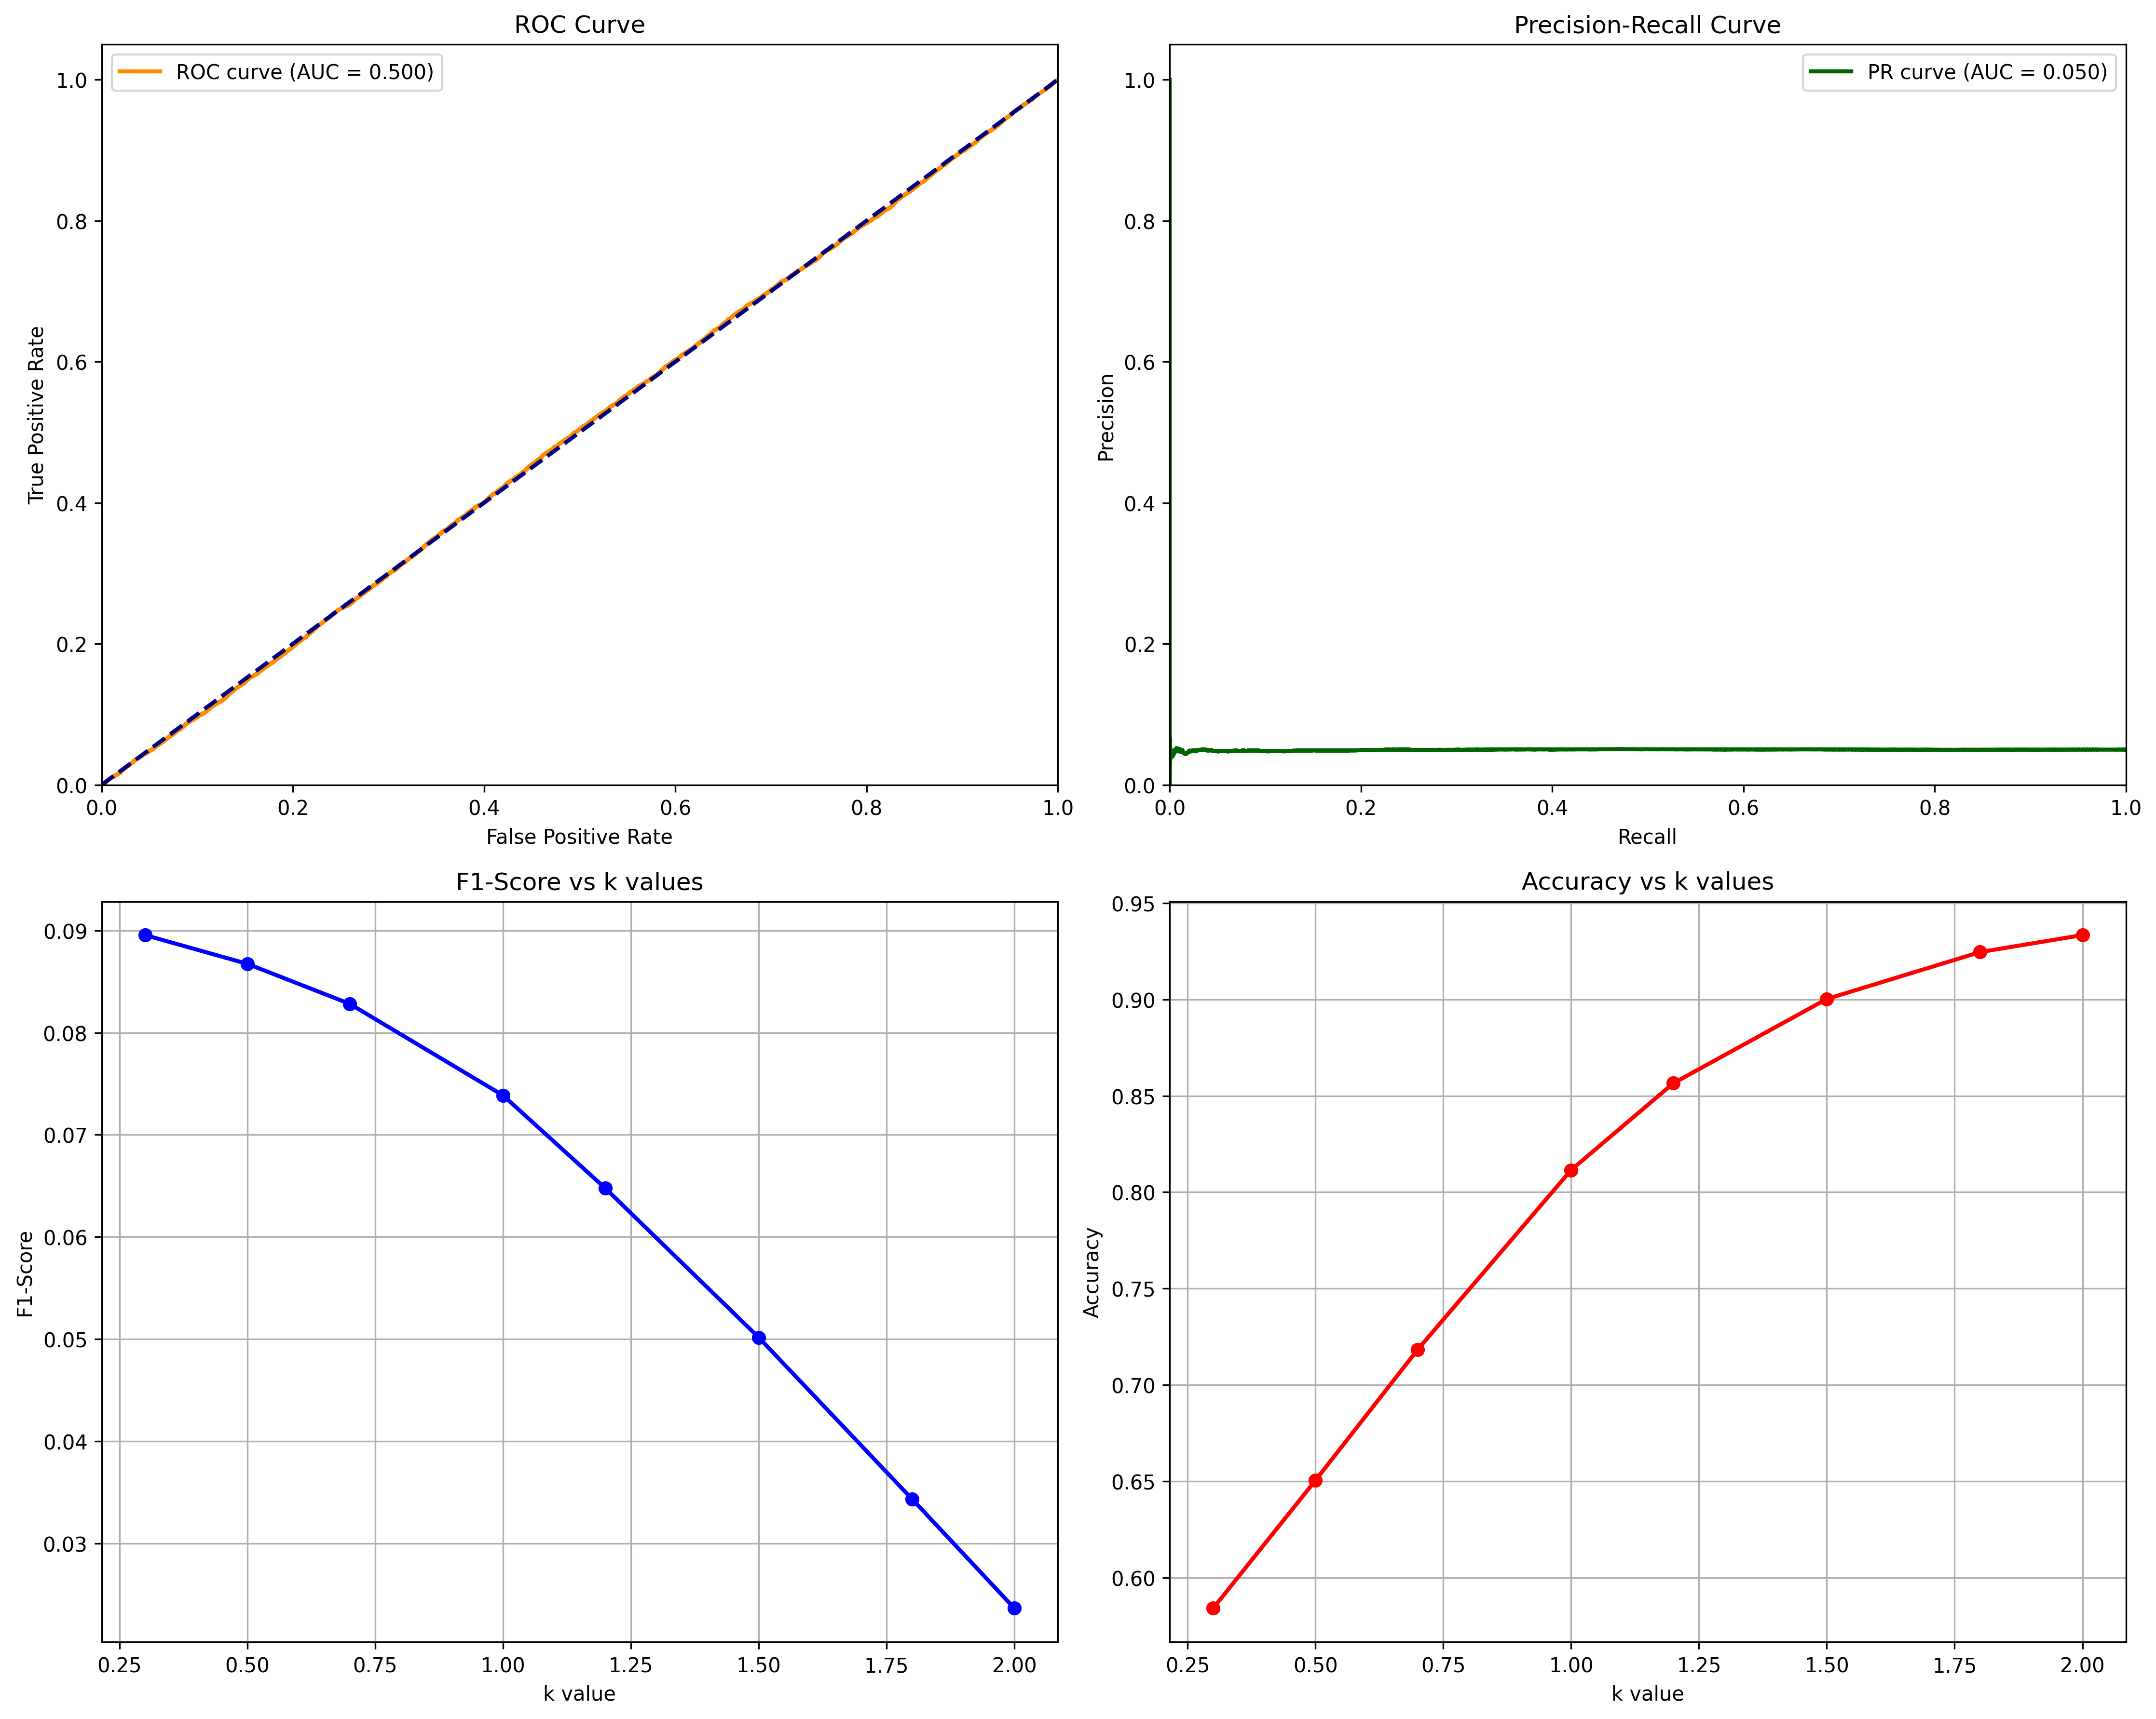 ROC Curve
ROC curve (AUC = 0.500)
True Positive Rate
1.0
0.8
0.6
0.4
0.2
0.0
0.0 0.2 0.4 0.6 0.8 1.0
False Positive Rate
Precision-Recall Curve
PR curve (AUC = 0.050)
Precision
1.0
0.8
0.6
0.4
0.2
0.0
0.0 0.2 0.4 0.6 0.8 1.0
Recall
F1-Score vs k values
F1-Score
0.09
0.08
0.07
0.06
0.05
0.04
0.03
0.25 0.50 0.75 1.00 1.25 1.50 1.75 2.00
k value
Accuracy vs k values
Accuracy
0.95
0.90
0.85
0.80
0.75
0.70
0.65
0.60
0.25 0.50 0.75 1.00 1.25 1.50 1.75 2.00
k value